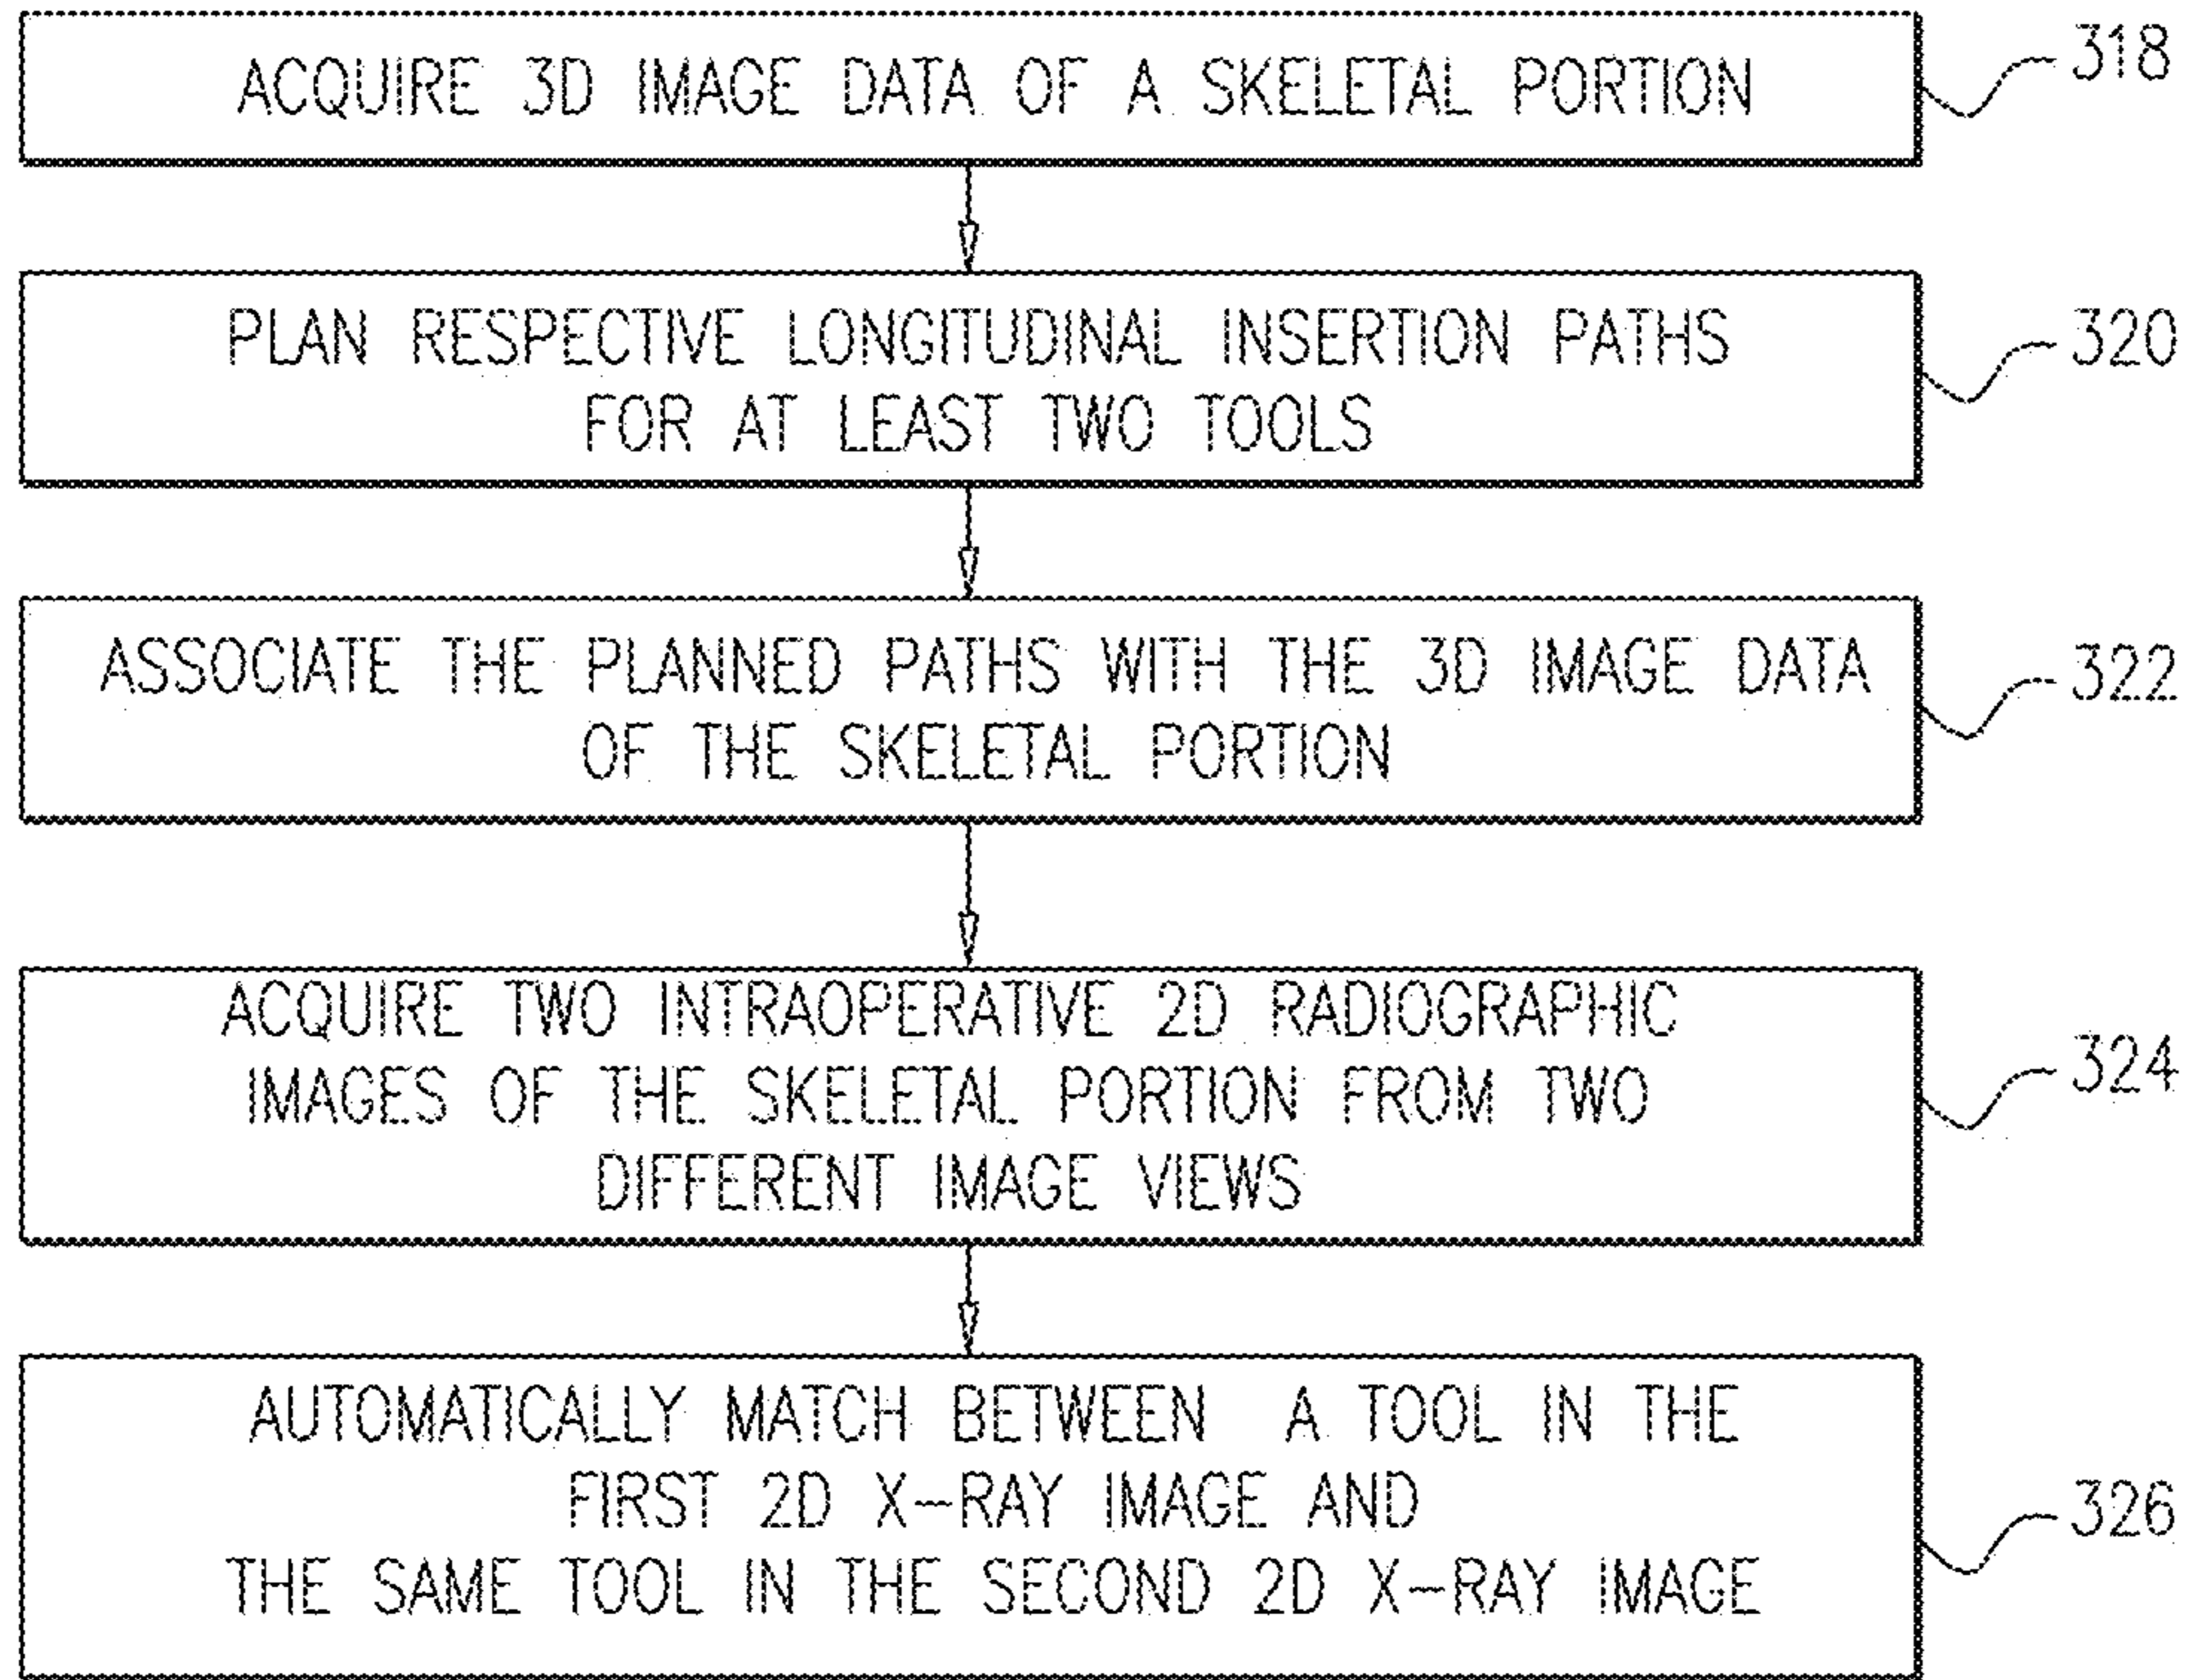 ACQUIRE 3D IMAGE DATA OF A SKELETAL PORTION
318
PLAN RESPECTIVE LONGITUDINAL INSERTION PATHS
FOR AT LEAST TWO TOOLS
320
ASSOCIATE THE PLANNED PATHS WITH THE 3D IMAGE DATA
OF THE SKELETAL PORTION
322
ACQUIRE TWO INTRAOPERATIVE 2D RADIOGRAPHIC
IMAGES OF THE SKELETAL PORTION FROM TWO
DIFFERENT IMAGE VIEWS
324
AUTOMATICALLY MATCH BETWEEN A TOOL IN THE
FIRST 2D X-RAY IMAGE AND
THE SAME TOOL IN THE SECOND 2D X-RAY IMAGE
326